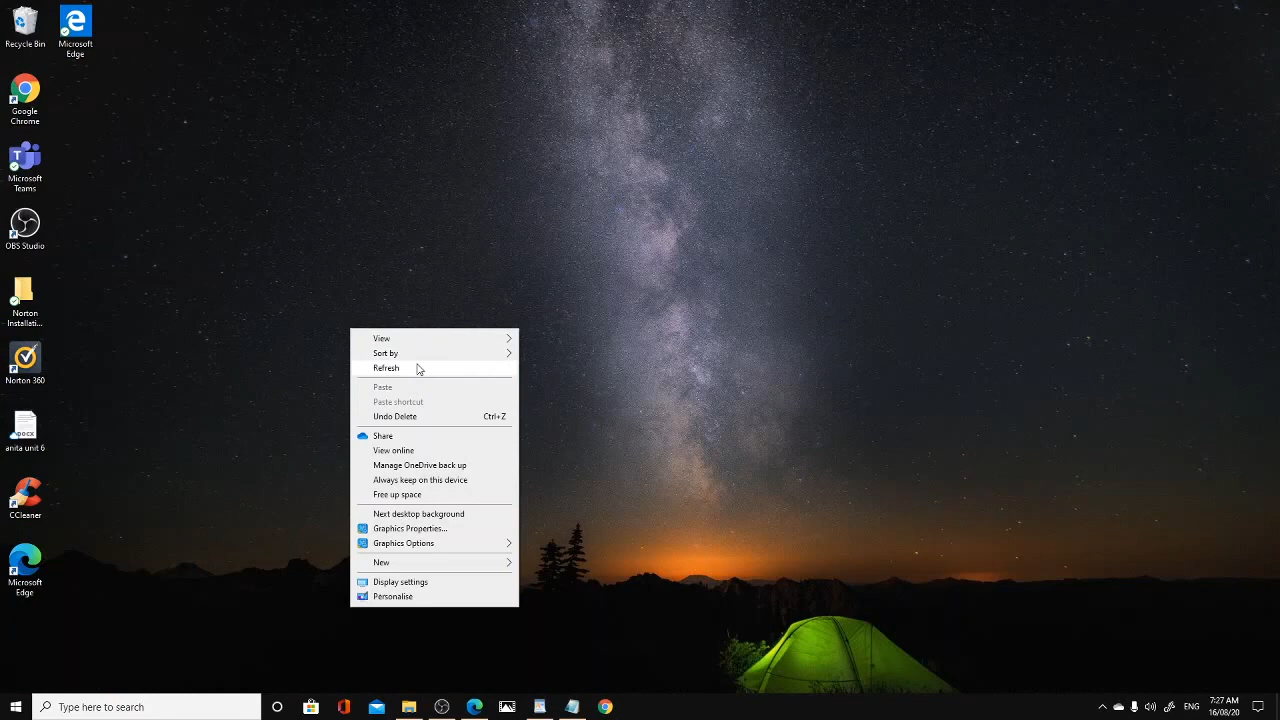 Recycle Bin
Microsoft
Edge
Google
Chrome
Microsoft
Teams
OBS Studio
Norton
Installati...
Norton 360
DOCX
anita unit 6
CCleaner
Microsoft
Edge
View
Sort by
Refresh
Paste
Paste shortcut
Undo Delete Ctrl+Z
Share
View online
Manage OneDrive back up
Always keep on this device
Free up space
Next desktop background
Graphics Properties...
Graphics Options
New
Display settings
Personalise
Type here to search
ENG
7:27 AM
16/08/20